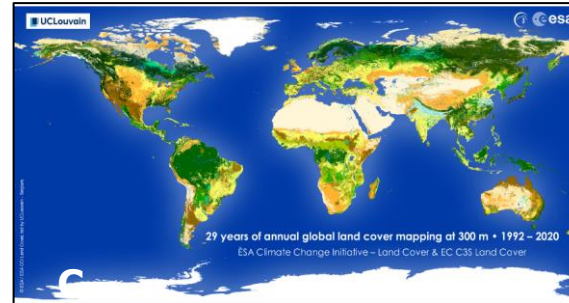 UCLouvain
esa
29 years of annual global land cover mapping at 300 m • 1992 – 2020
ESA Climate Change Initiative – Land Cover & EC C3S Land Cover
C